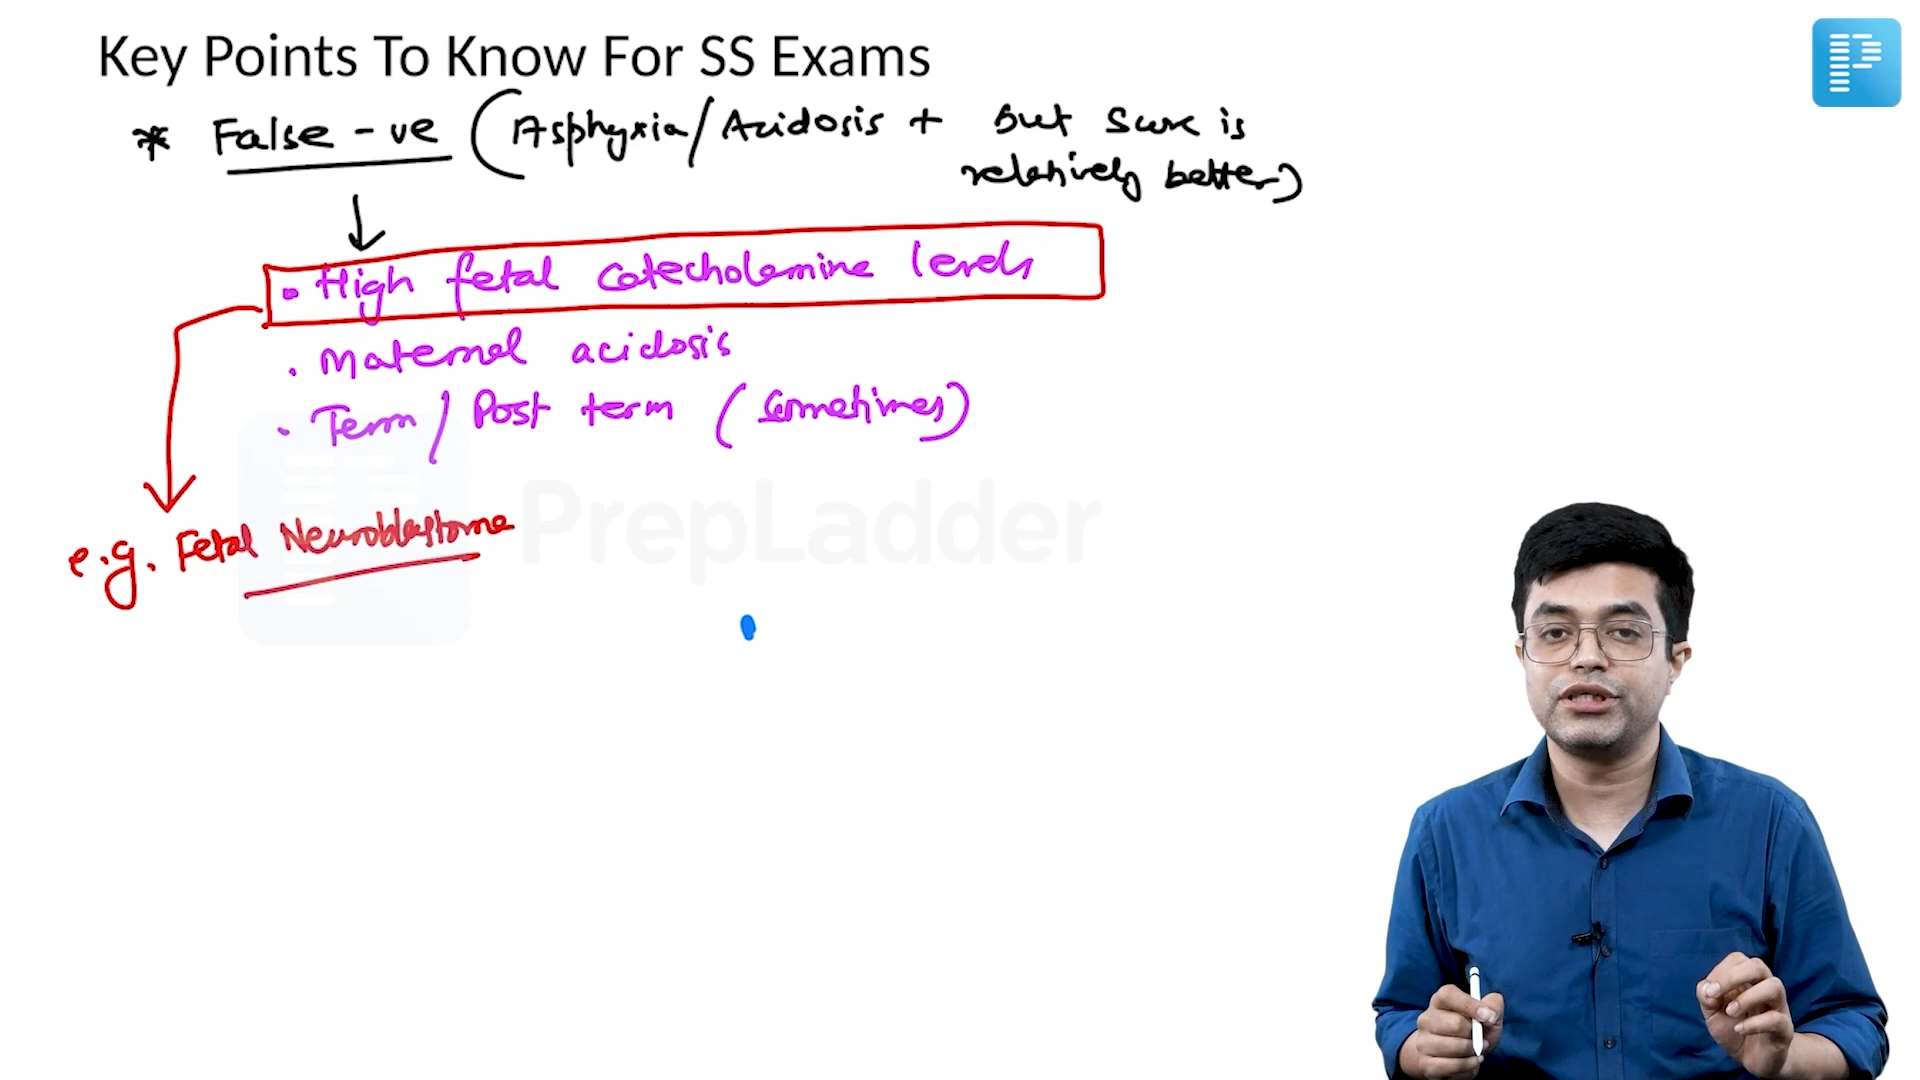 Key Points To Know For SS Exams
* False -ve (Asphyxia/Acidosis + But Score is
relatively better)
• High fetal catecholamine levels
• Maternal acidosis
• Term / Post term (Sometimes)
e.g. Fetal Neuroblastoma
PrepLadder